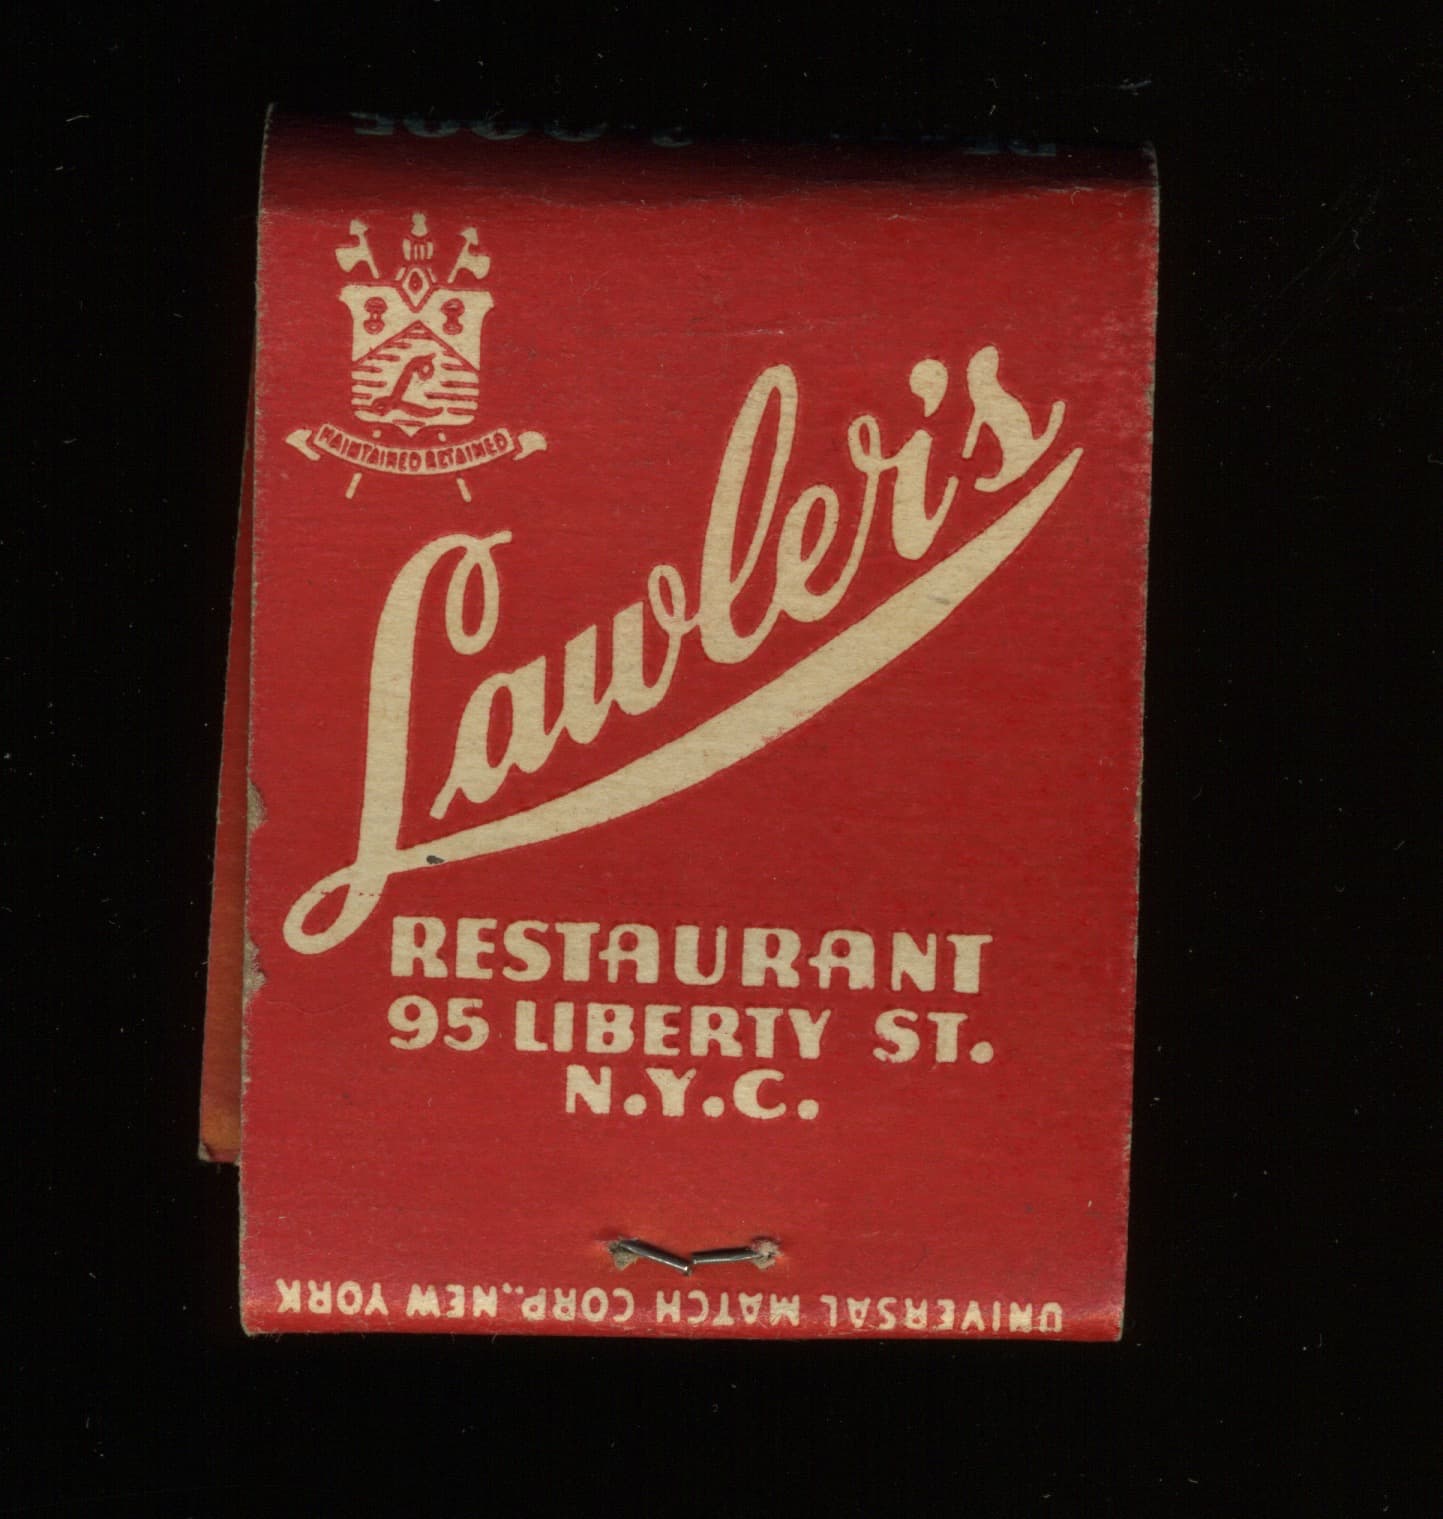 MAINTAINED RETAINED
Lawler's
RESTAURANT
95 LIBERTY ST.
N.Y.C.
UNIVERSAL MATCH CORP., NEW YORK